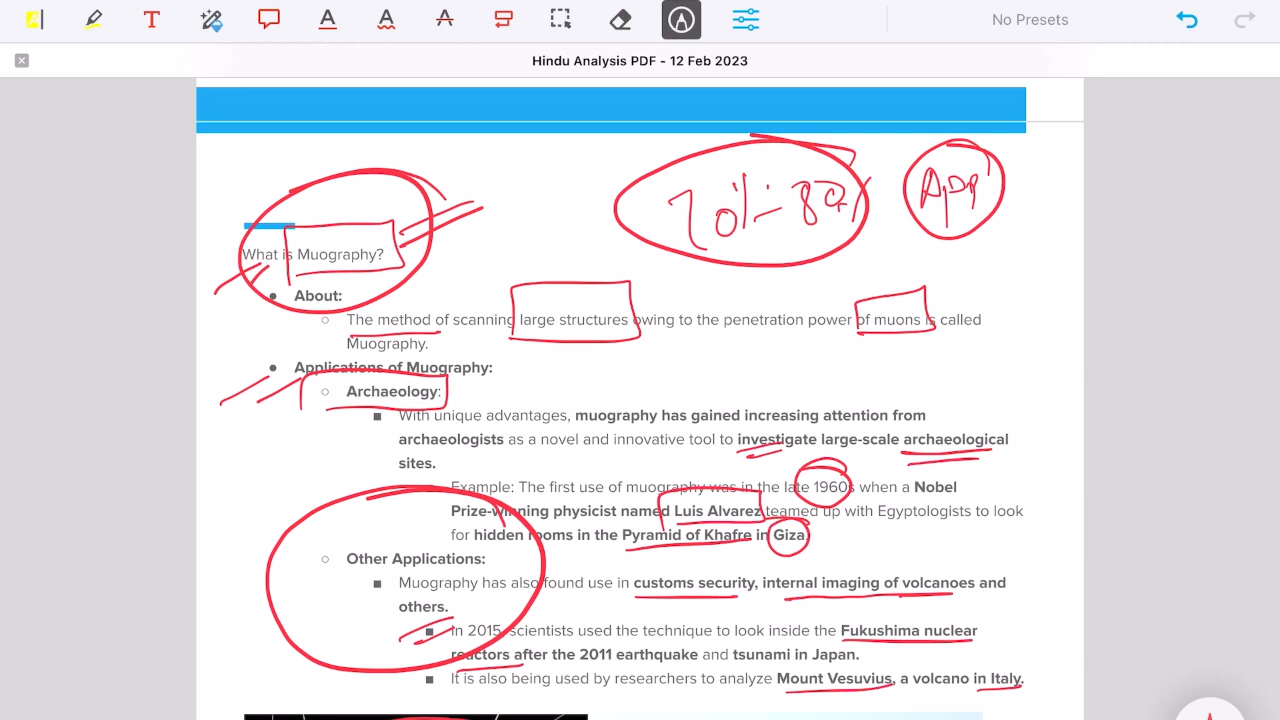 No Presets
Hindu Analysis PDF - 12 Feb 2023
70% - 80%
App
What is Muography?
● About:
○ The method of scanning large structures owing to the penetration power of muons is called
Muography.
● Applications of Muography:
○ Archaeology:
■ With unique advantages, muography has gained increasing attention from
archaeologists as a novel and innovative tool to investigate large-scale archaeological
sites.
Example: The first use of muography was in the late 1960s when a Nobel
Prize-winning physicist named Luis Alvarez teamed up with Egyptologists to look
for hidden rooms in the Pyramid of Khafre in Giza.
○ Other Applications:
■ Muography has also found use in customs security, internal imaging of volcanoes and
others.
■ In 2015, scientists used the technique to look inside the Fukushima nuclear
reactors after the 2011 earthquake and tsunami in Japan.
■ It is also being used by researchers to analyze Mount Vesuvius, a volcano in Italy.